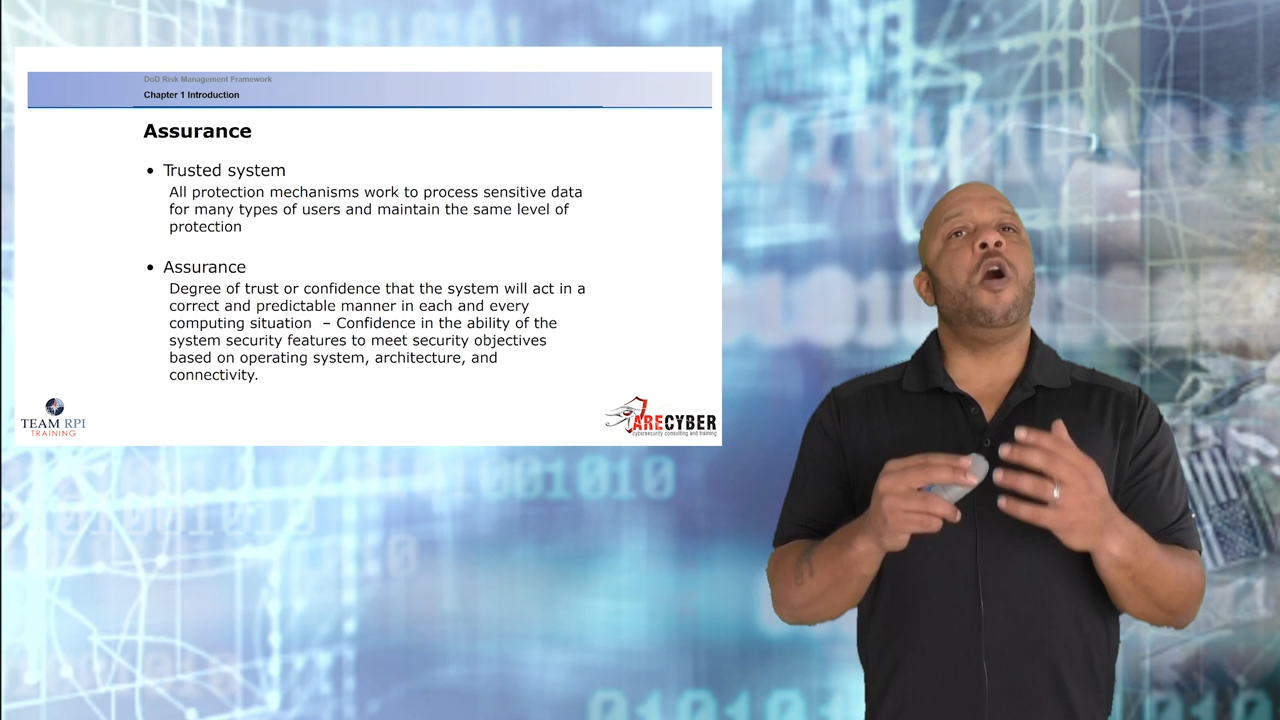 DoD Risk Management Framework
Chapter 1 Introduction
Assurance
• Trusted system
All protection mechanisms work to process sensitive data
for many types of users and maintain the same level of
protection
• Assurance
Degree of trust or confidence that the system will act in a
correct and predictable manner in each and every
computing situation – Confidence in the ability of the
system security features to meet security objectives
based on operating system, architecture, and
connectivity.
TEAM RPI
TRAINING
ARECYBER
cybersecurity consulting and training
001010
010101